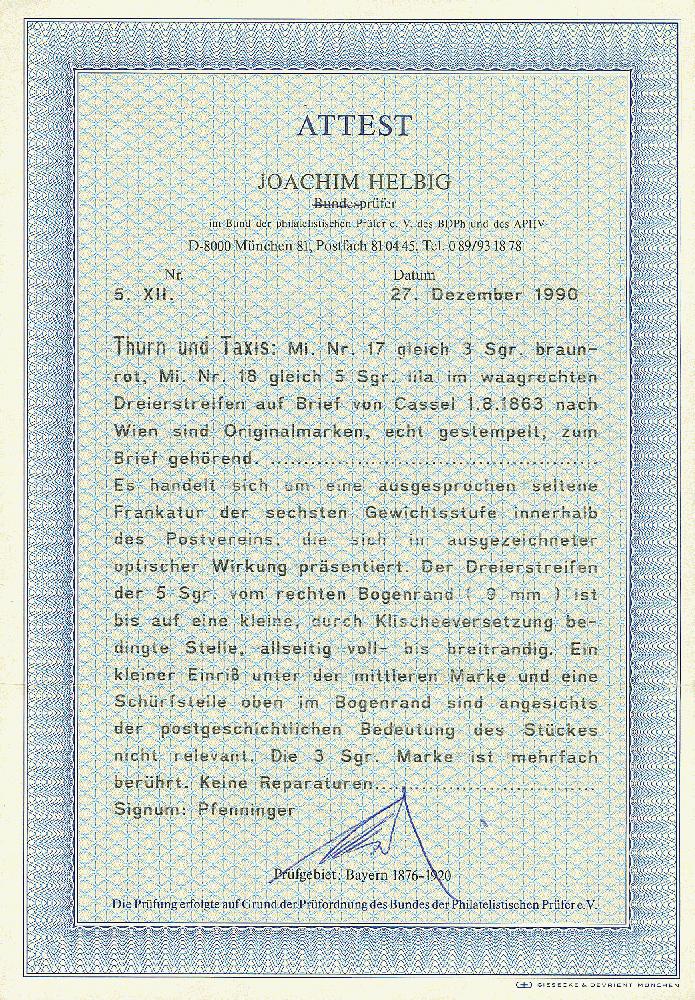 ATTEST
JOACHIM HELBIG
Bundesprüfer
im Bund der philatelistischen Prüfer e. V. des BDPh und des APHV
D-8000 München 81, Postfach 81 04 45, Tel. 0 89/93 18 78
Nr. Datum
5. XII. 27. Dezember 1990
Thurn und Taxis: Mi. Nr. 17 gleich 3 Sgr. braun-
rot, Mi. Nr. 18 gleich 5 Sgr. lila im waagrechten
Dreierstreifen auf Brief von Cassel 1.8.1863 nach
Wien sind Originalmarken, echt gestempelt, zum
Brief gehörend. ..............................................
Es handelt sich um eine ausgesprochen seltene
Frankatur der sechsten Gewichtsstufe innerhalb
des Postvereins, die sich in ausgezeichneter
optischer Wirkung präsentiert. Der Dreierstreifen
der 5 Sgr. vom rechten Bogenrand ( 9 mm ) ist
bis auf eine kleine, durch Klischeeversetzung be-
dingte Stelle, allseitig voll- bis breitrandig. Ein
kleiner Einriß unter der mittleren Marke und eine
Schürfstelle oben im Bogenrand sind angesichts
der postgeschichtlichen Bedeutung des Stückes
nicht relevant. Die 3 Sgr. Marke ist mehrfach
berührt. Keine Reparaturen..............................
Signum: Pfenninger
Prüfgebiet: Bayern 1876-1920
Die Prüfung erfolgte auf Grund der Prüfordnung des Bundes der Philatelistischen Prüfer e. V.
GIESECKE & DEVRIENT MÜNCHEN